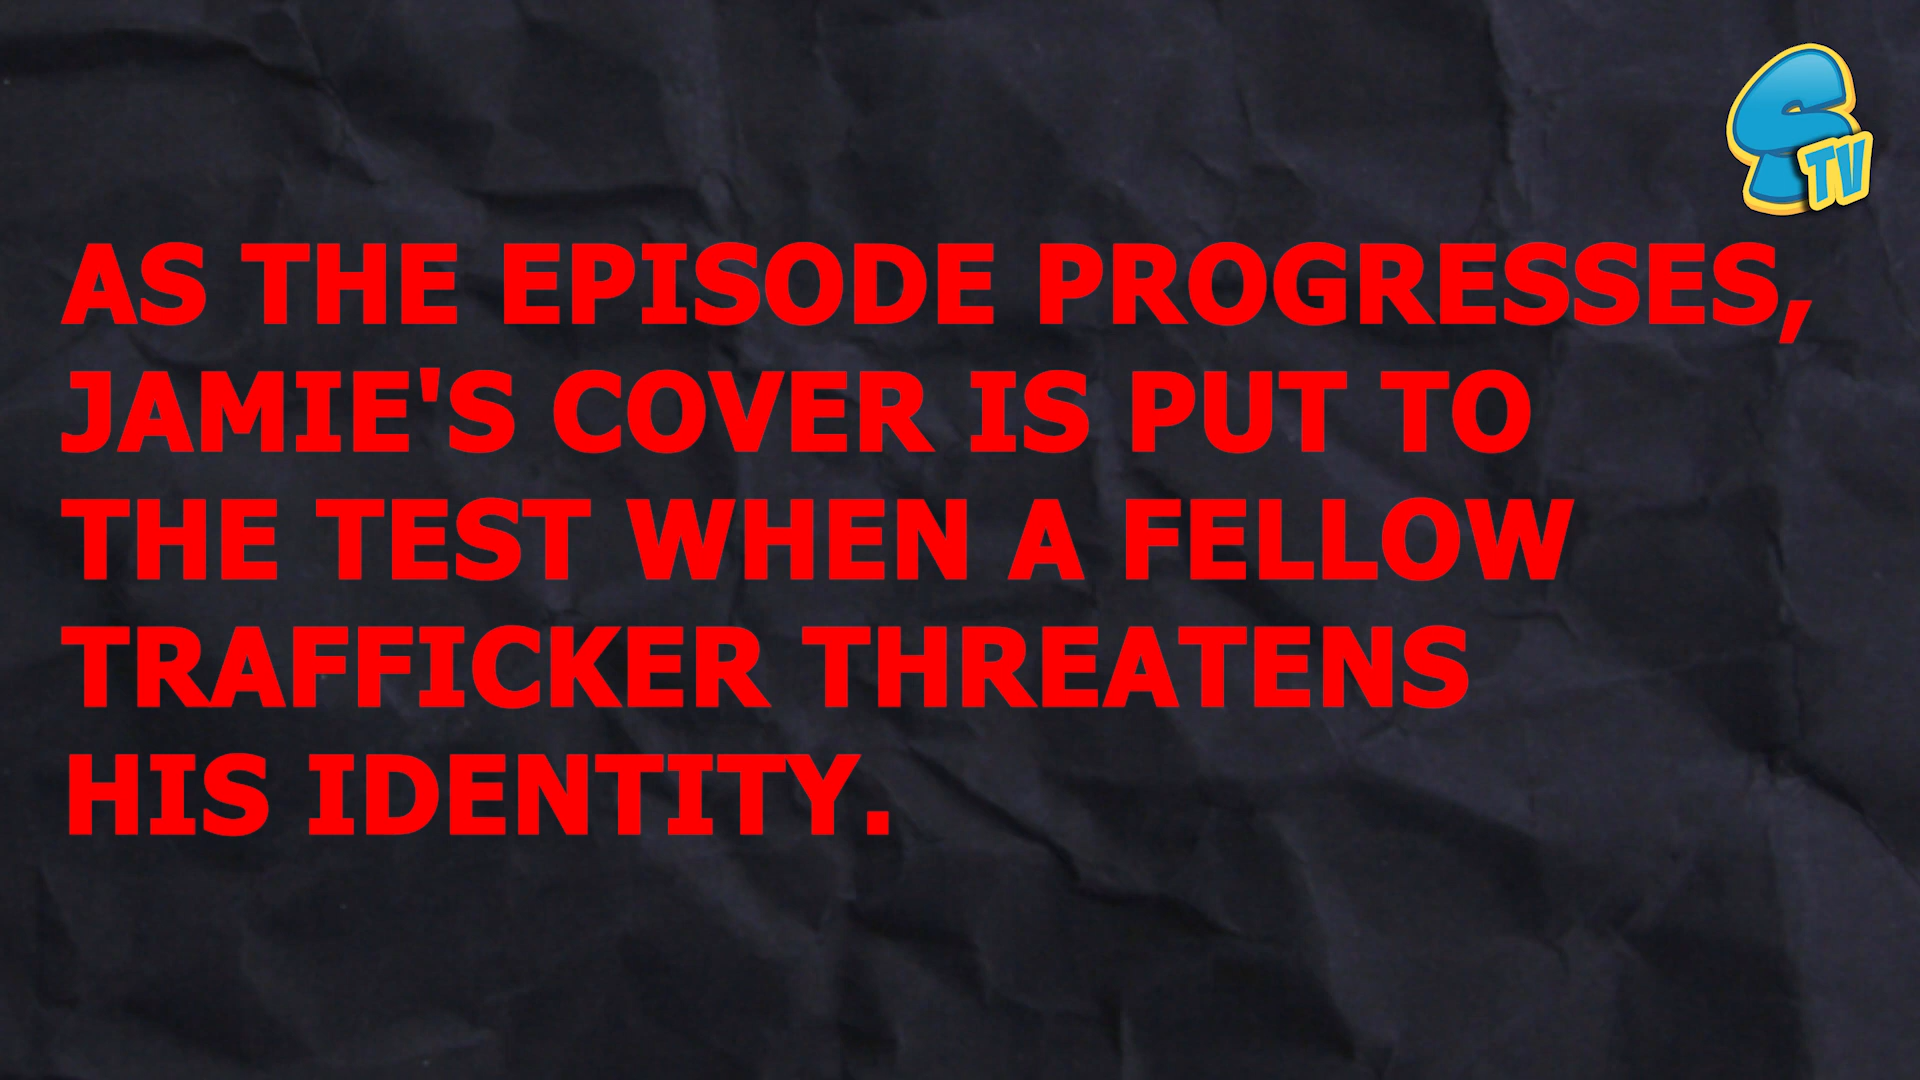 TV
AS THE EPISODE PROGRESSES,
JAMIE'S COVER IS PUT TO
THE TEST WHEN A FELLOW
TRAFFICKER THREATENS
HIS IDENTITY.